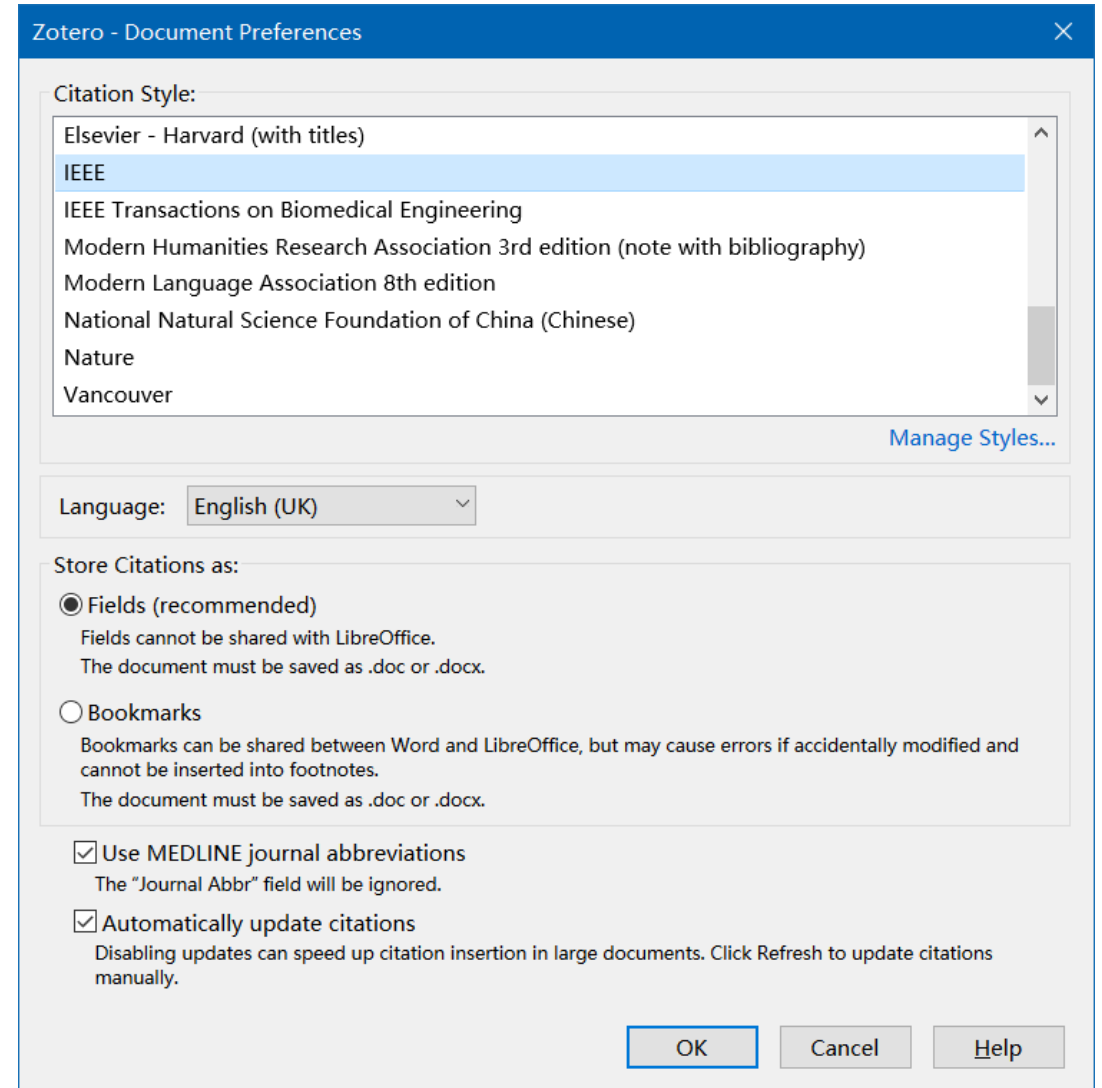 Zotero - Document Preferences
Citation Style:
Elsevier - Harvard (with titles)
IEEE
IEEE Transactions on Biomedical Engineering
Modern Humanities Research Association 3rd edition (note with bibliography)
Modern Language Association 8th edition
National Natural Science Foundation of China (Chinese)
Nature
Vancouver
Manage Styles...
Language: English (UK)
Store Citations as:
Fields (recommended)
Fields cannot be shared with LibreOffice.
The document must be saved as .doc or .docx.
Bookmarks
Bookmarks can be shared between Word and LibreOffice, but may cause errors if accidentally modified and
cannot be inserted into footnotes.
The document must be saved as .doc or .docx.
Use MEDLINE journal abbreviations
The “Journal Abbr” field will be ignored.
Automatically update citations
Disabling updates can speed up citation insertion in large documents. Click Refresh to update citations
manually.
OK Cancel Help